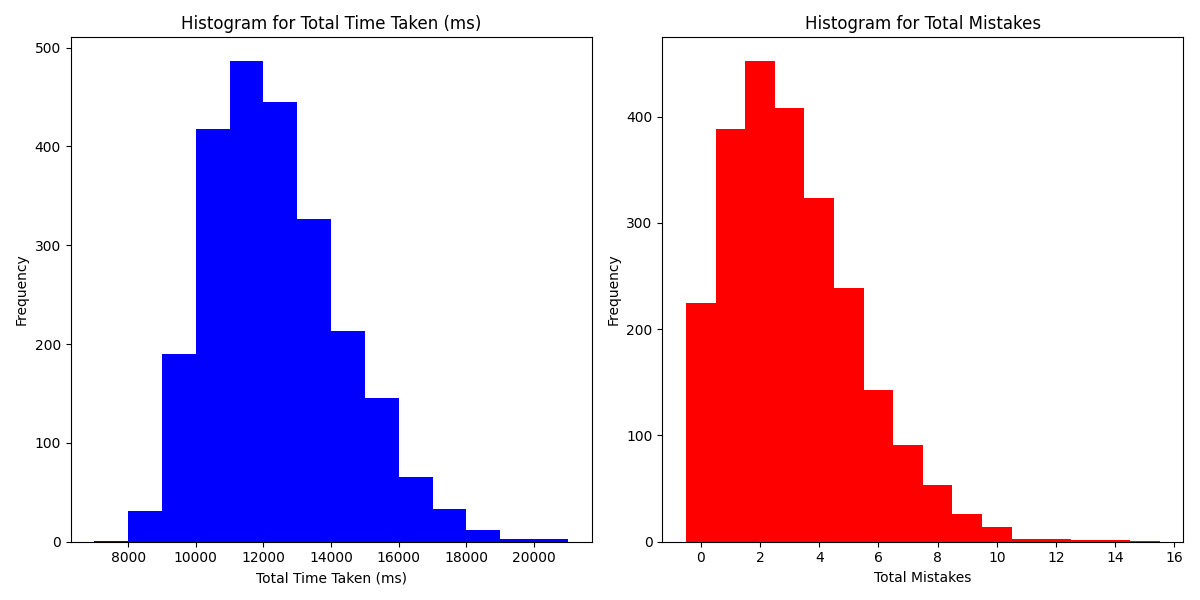 Histogram for Total Time Taken (ms)
500
400
300
200
100
0
Frequency
8000 10000 12000 14000 16000 18000 20000
Total Time Taken (ms)
Histogram for Total Mistakes
400
300
200
100
0
Frequency
0 2 4 6 8 10 12 14 16
Total Mistakes